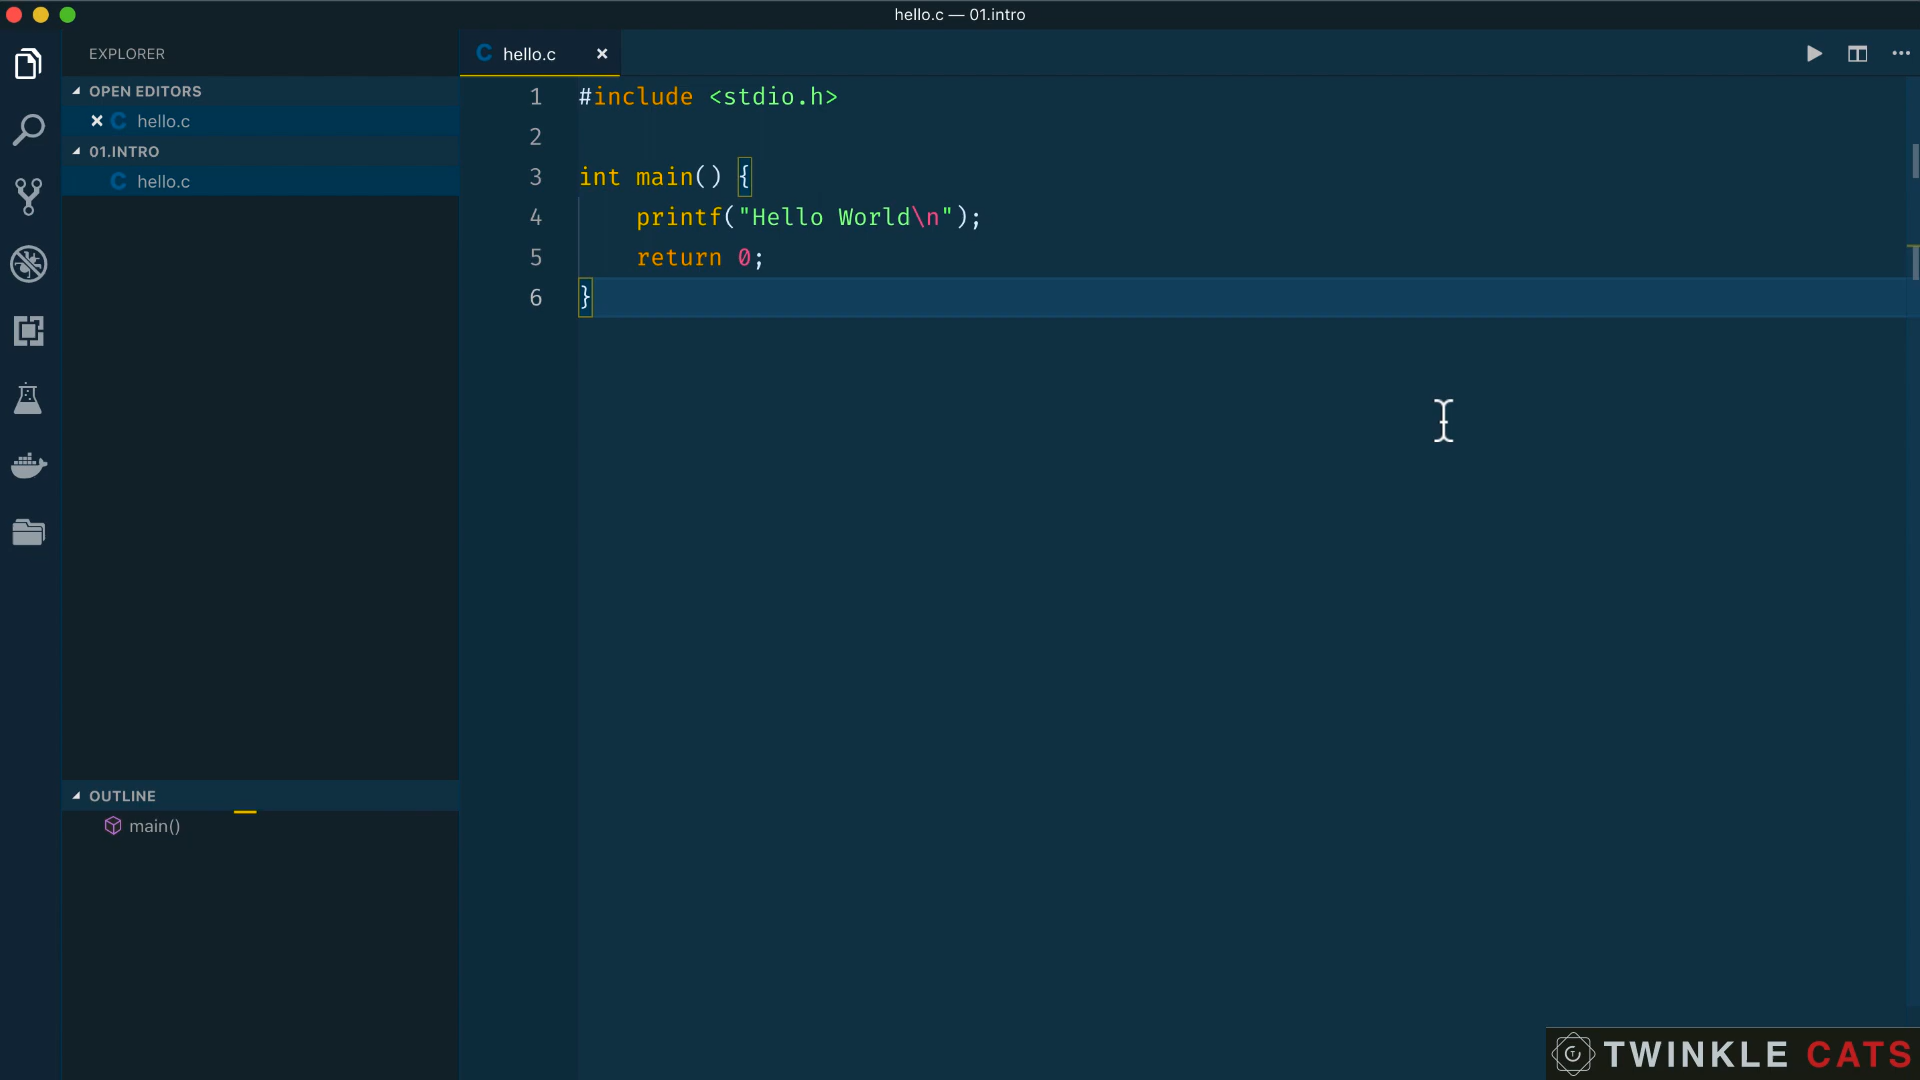 hello.c — 01.intro
EXPLORER
OPEN EDITORS
hello.c
01.INTRO
hello.c
OUTLINE
main()
hello.c
1 #include <stdio.h>
2
3 int main() {
4     printf("Hello World\n");
5     return 0;
6 }
TWINKLE CATS